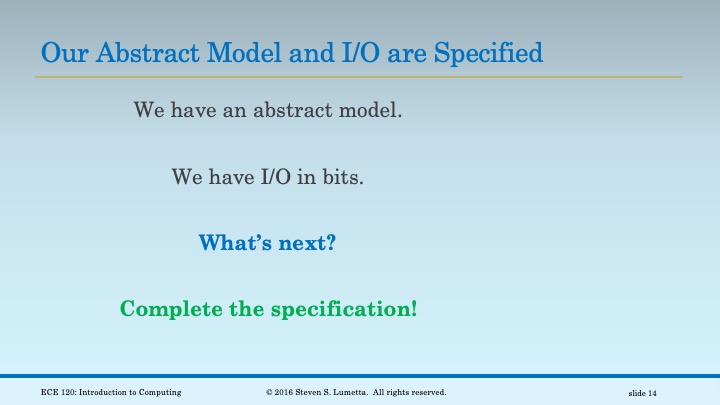 Our Abstract Model and I/O are Specified
We have an abstract model.
We have I/O in bits.
What’s next?
Complete the specification!
ECE 120: Introduction to Computing
© 2016 Steven S. Lumetta.  All rights reserved.
slide 14